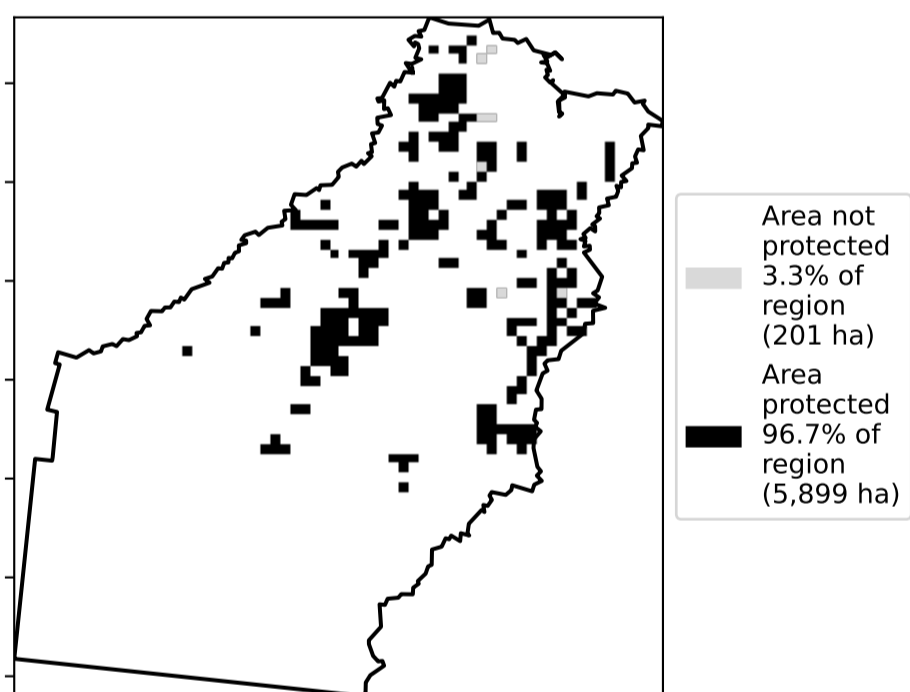 Area not
protected
3.3% of
region
(201 ha)
Area
protected
96.7% of
region
(5,899 ha)